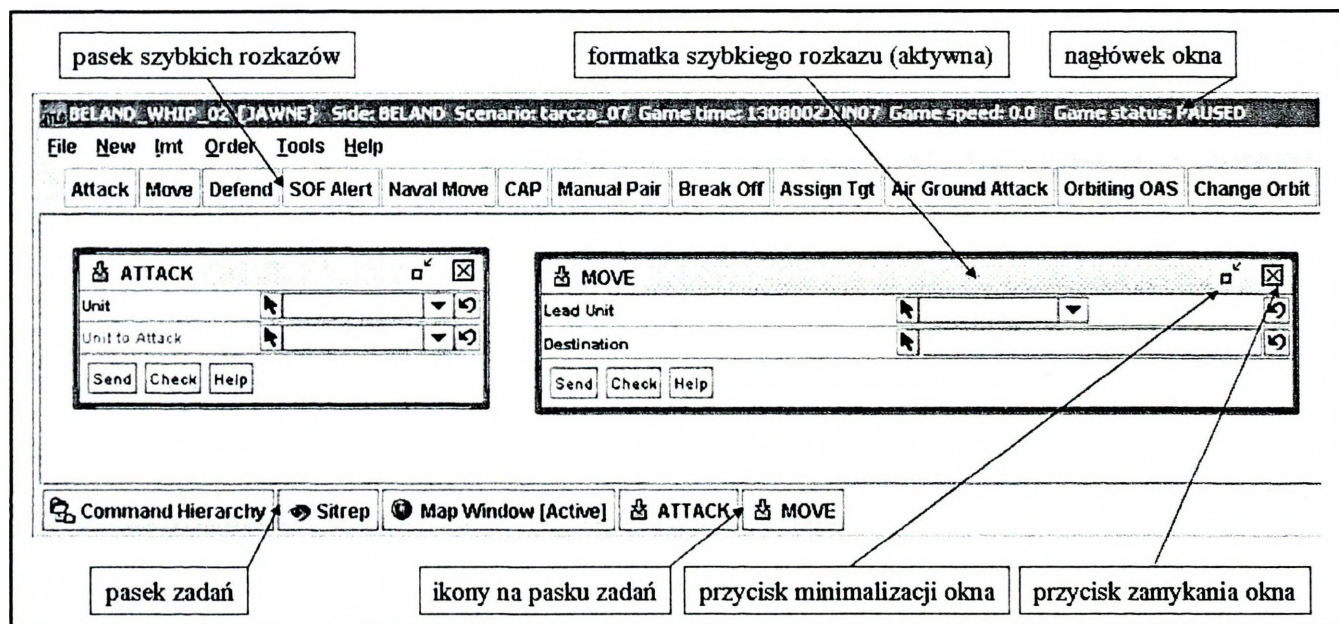 pasek szybkich rozkazów
formatka szybkiego rozkazu (aktywna)
nagłówek okna
BELAND_WHIP_02 {JAWNE} Side: BELAND Scenario: tarcza_07 Game time: 130800ZJUN07 Game speed: 0.0 Game status: PAUSED
File New Imt Order Tools Help
Attack Move Defend SOF Alert Naval Move CAP Manual Pair Break Off Assign Tgt Air Ground Attack Orbiting OAS Change Orbit
ATTACK
Unit
Unit to Attack
Send Check Help
MOVE
Lead Unit
Destination
Send Check Help
Command Hierarchy Sitrep Map Window [Active] ATTACK MOVE
pasek zadań
ikony na pasku zadań
przycisk minimalizacji okna
przycisk zamykania okna